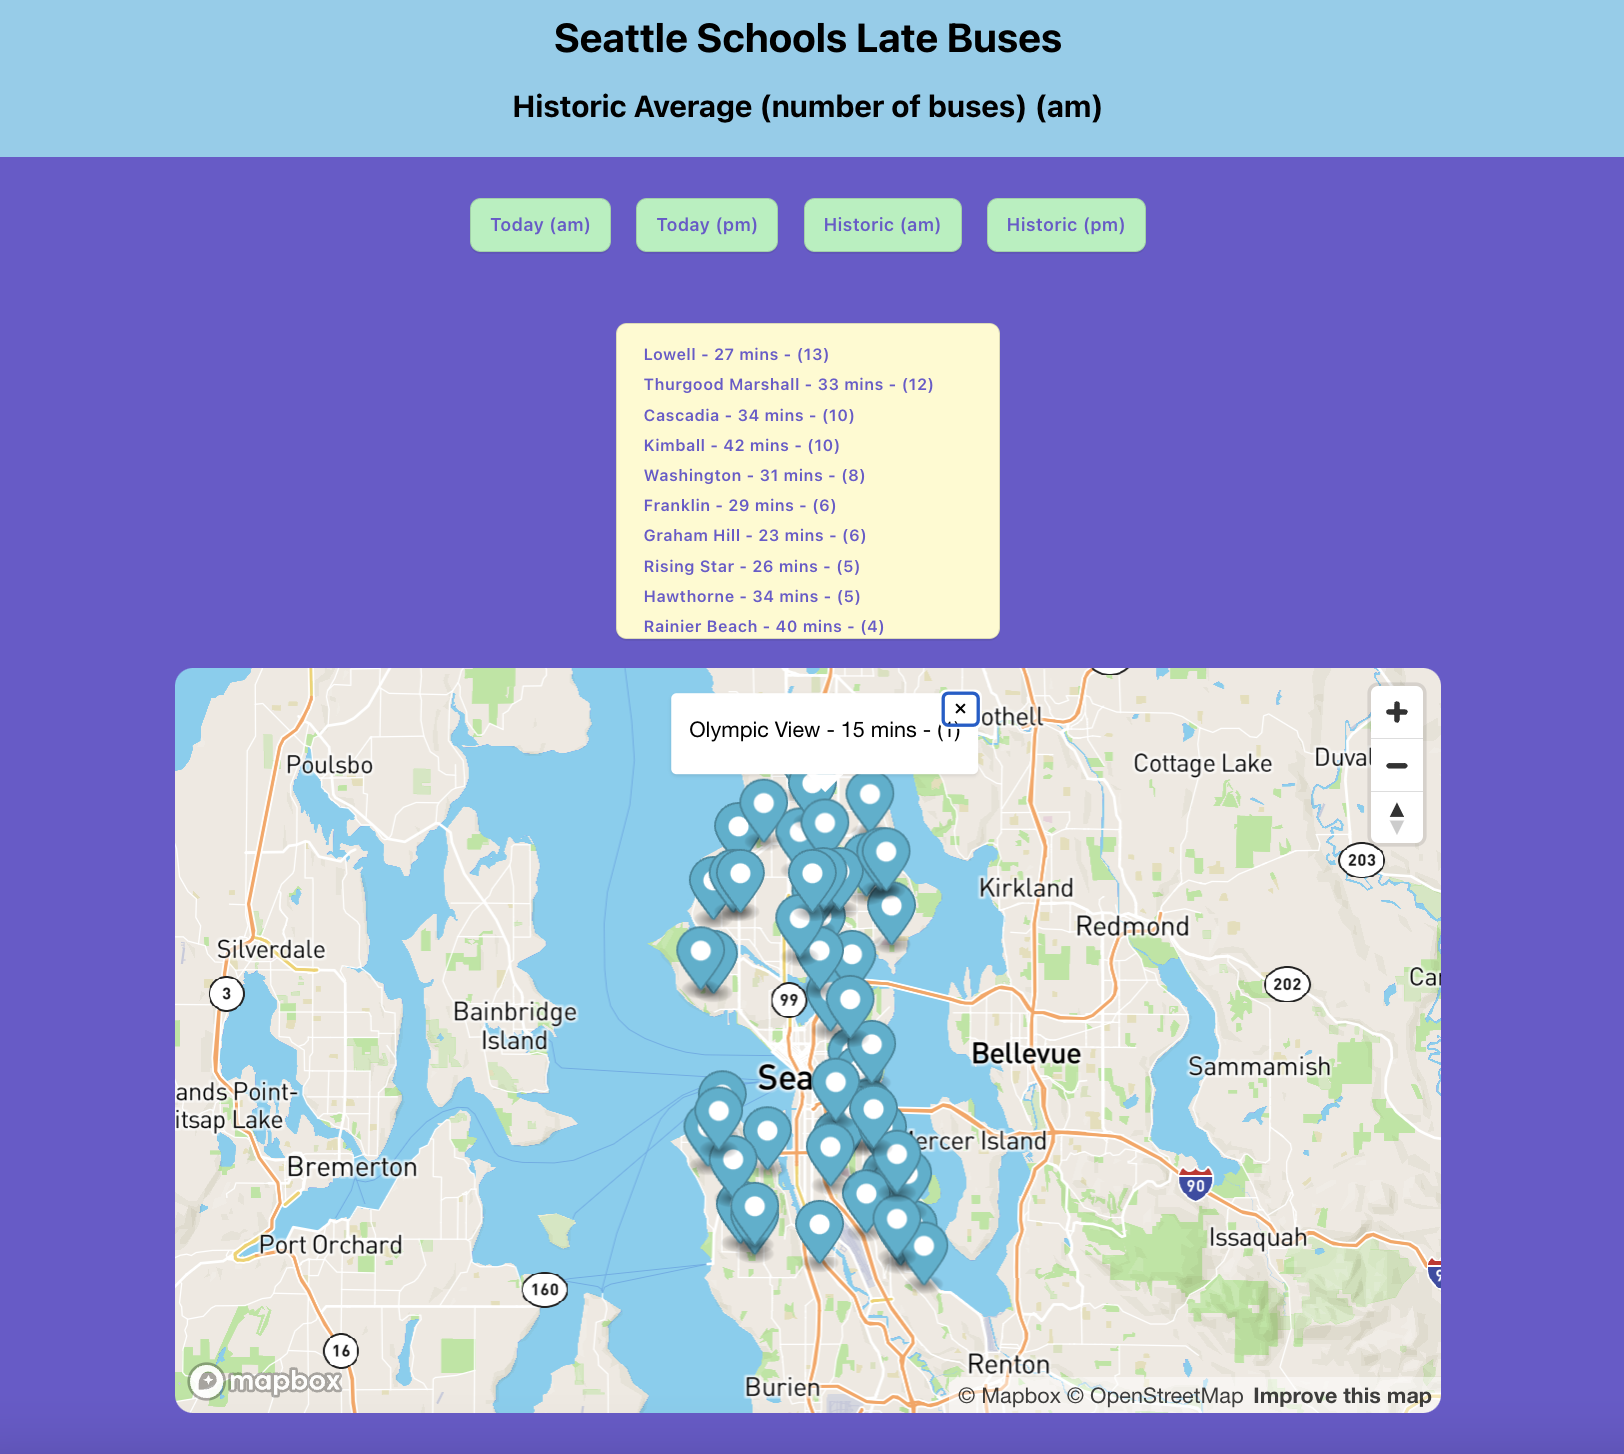 Seattle Schools Late Buses
Historic Average (number of buses) (am)
Today (am)
Today (pm)
Historic (am)
Historic (pm)
Lowell - 27 mins - (13)
Thurgood Marshall - 33 mins - (12)
Cascadia - 34 mins - (10)
Kimball - 42 mins - (10)
Washington - 31 mins - (8)
Franklin - 29 mins - (6)
Graham Hill - 23 mins - (6)
Rising Star - 26 mins - (5)
Hawthorne - 34 mins - (5)
Rainier Beach - 40 mins - (4)
Olympic View - 15 mins - (1)
×
othell
Poulsbo
Cottage Lake
Duval
203
Kirkland
Redmond
Silverdale
3
202
Car
99
Bainbridge
Island
Bellevue
Sammamish
Sea
ands Point-
itsap Lake
ercer Island
Bremerton
90
Issaquah
Port Orchard
160
9
16
Renton
Burien
mapbox
© Mapbox © OpenStreetMap Improve this map